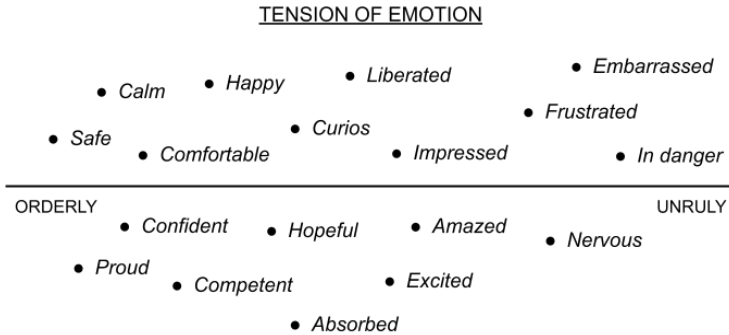 TENSION OF EMOTION
Embarrassed
Liberated
Happy
Calm
Frustrated
Curios
Safe
Comfortable
Impressed
In danger
ORDERLY
UNRULY
Confident
Hopeful
Amazed
Nervous
Proud
Competent
Excited
Absorbed